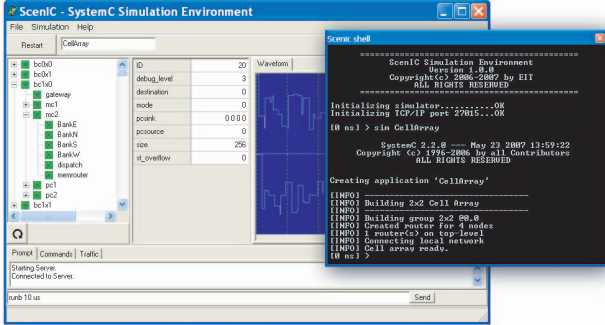 ScenIC - SystemC Simulation Environment
File Simulation Help
Restart CellArray
bc0x0
bc0x1
bc1x0
gateway
mc1
mc2
BankE
BankN
BankS
BankW
dispatch
memrouter
pc1
pc2
bc1x1
ID 20
debug_level 3
destination 0
mode 0
pcsink 0 0 0 0
pcsource 0
size 256
st_overflow 0
Waveform
Prompt Commands Traffic
Starting Server.
Connected to Server.
runb 10 us
Send
Scenic shell
ScenIC Simulation Environment
Version 1.0.0
Copyright(c) 2006-2007 by EIT
ALL RIGHTS RESERVED
Initializing simulator..........OK
Initializing TCP/IP port 27015...OK
[0 ns] > sim CellArray
SystemC 2.2.0 --- May 23 2007 13:59:22
Copyright (c) 1996-2006 by all Contributors
ALL RIGHTS RESERVED
Creating application 'CellArray'
[INFO] ------------------------------
[INFO] Building 2x2 Cell Array
[INFO] ------------------------------
[INFO] Building group 2x2 @0,0
[INFO] Created router for 4 nodes
[INFO] 1 router(s) on top-level
[INFO] Connecting local network
[INFO] Cell array ready.
[0 ns] >